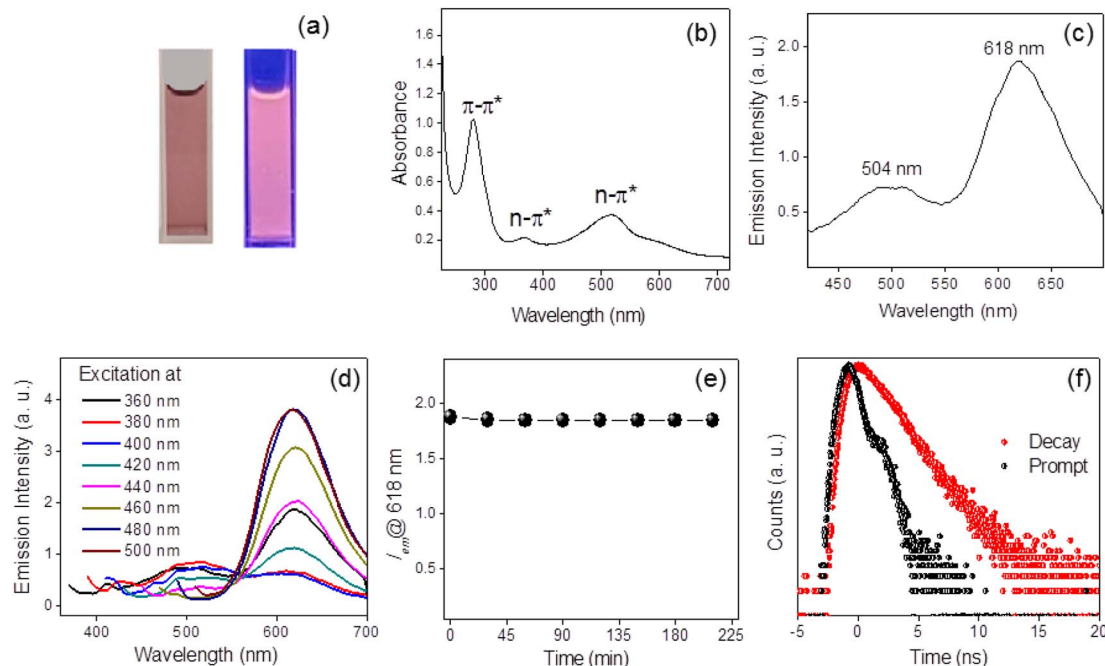 (a)
(b)
1.6
1.4
1.2
1.0
0.8
0.6
0.4
0.2
Absorbance
π-π*
n-π*
n-π*
300 400 500 600 700
Wavelength (nm)
(c)
2.0
1.5
1.0
0.5
Emission Intensity (a. u.)
504 nm
618 nm
450 500 550 600 650
Wavelength (nm)
(d)
4
3
2
1
0
Emission Intensity (a. u.)
Excitation at
360 nm
380 nm
400 nm
420 nm
440 nm
460 nm
480 nm
500 nm
400 500 600 700
Wavelength (nm)
(e)
2.0
1.5
1.0
0.5
I em @ 618 nm
0 45 90 135 180 225
Time (min)
(f)
Counts (a. u.)
Decay
Prompt
-5 0 5 10 15 20
Time (ns)